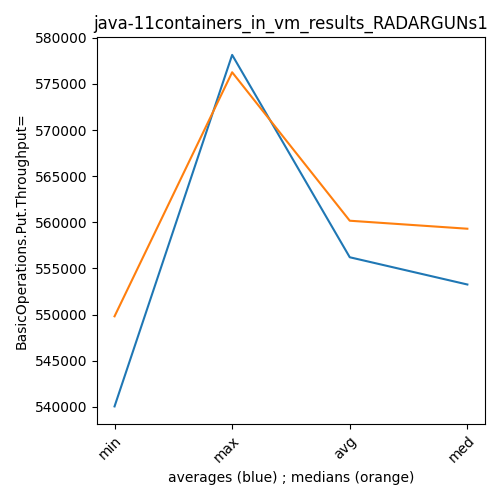 java-11containers_in_vm_results_RADARGUNs1
BasicOperations.Put.Throughput=
580000
575000
570000
565000
560000
555000
550000
545000
540000
min
max
avg
med
averages (blue) ; medians (orange)